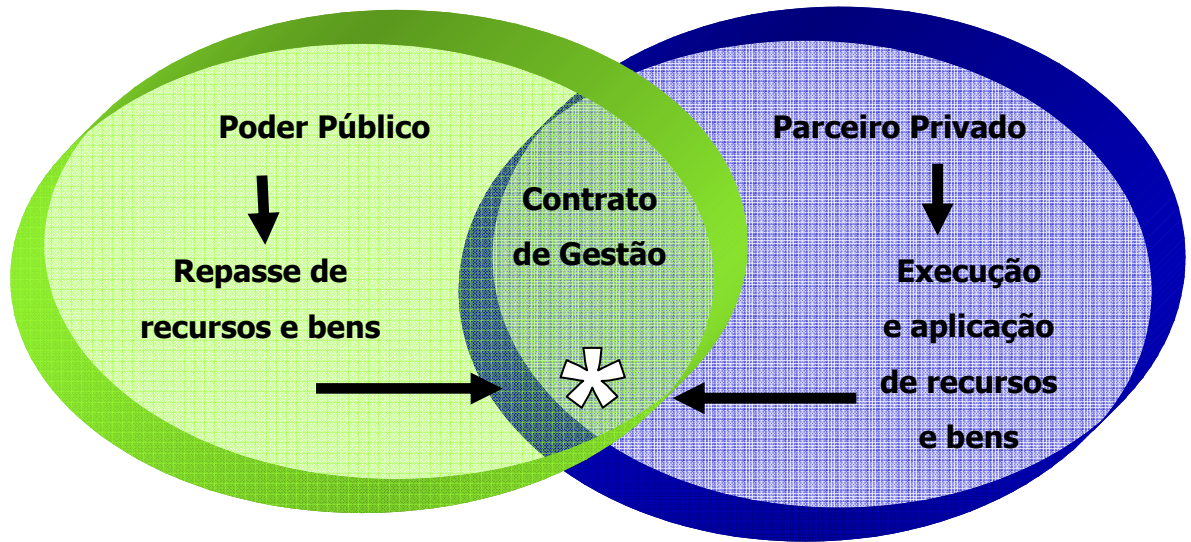 Poder Público
Repasse de
recursos e bens
Contrato
de Gestão
*
Parceiro Privado
Execução
e aplicação
de recursos
e bens